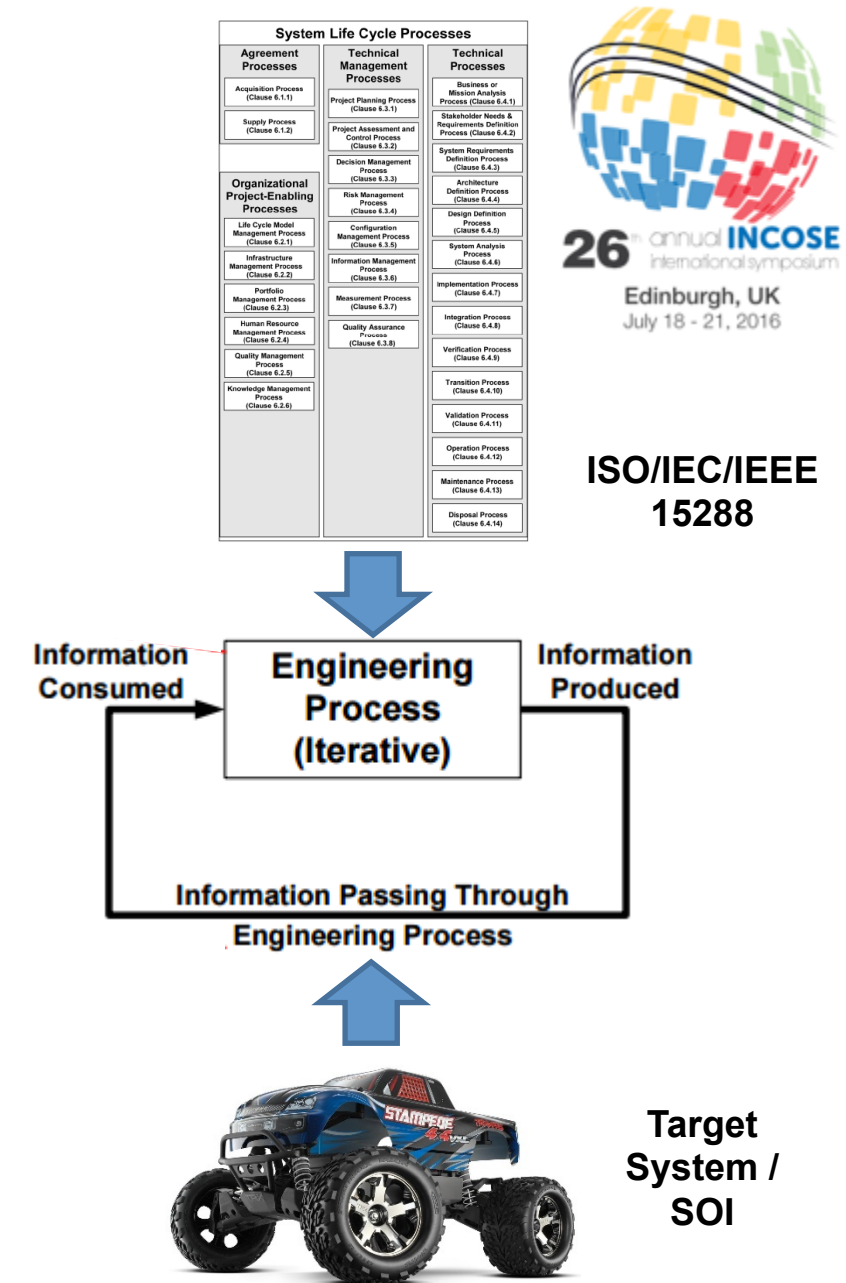 System Life Cycle Processes
Agreement
Processes
Acquisition Process
(Clause 6.1.1)
Supply Process
(Clause 6.1.2)
Organizational
Project-Enabling
Processes
Life Cycle Model
Management Process
(Clause 6.2.1)
Infrastructure
Management Process
(Clause 6.2.2)
Portfolio
Management Process
(Clause 6.2.3)
Human Resource
Management Process
(Clause 6.2.4)
Quality Management
Process
(Clause 6.2.5)
Knowledge Management
Process
(Clause 6.2.6)
Technical
Management
Processes
Project Planning Process
(Clause 6.3.1)
Project Assessment and
Control Process
(Clause 6.3.2)
Decision Management
Process
(Clause 6.3.3)
Risk Management
Process
(Clause 6.3.4)
Configuration
Management Process
(Clause 6.3.5)
Information Management
Process
(Clause 6.3.6)
Measurement Process
(Clause 6.3.7)
Quality Assurance
Process
(Clause 6.3.8)
Technical
Processes
Business or
Mission Analysis
Process (Clause 6.4.1)
Stakeholder Needs &
Requirements Definition
Process (Clause 6.4.2)
System Requirements
Definition Process
(Clause 6.4.3)
Architecture
Definition Process
(Clause 6.4.4)
Design Definition
Process
(Clause 6.4.5)
System Analysis
Process
(Clause 6.4.6)
Implementation Process
(Clause 6.4.7)
Integration Process
(Clause 6.4.8)
Verification Process
(Clause 6.4.9)
Transition Process
(Clause 6.4.10)
Validation Process
(Clause 6.4.11)
Operation Process
(Clause 6.4.12)
Maintenance Process
(Clause 6.4.13)
Disposal Process
(Clause 6.4.14)
26th annual INCOSE
international symposium
Edinburgh, UK
July 18 - 21, 2016
ISO/IEC/IEEE
15288
Information
Consumed
Engineering
Process
(Iterative)
Information
Produced
Information Passing Through
Engineering Process
STAMPEDE
4x4 VXL
TRAXXAS
Target
System /
SOI